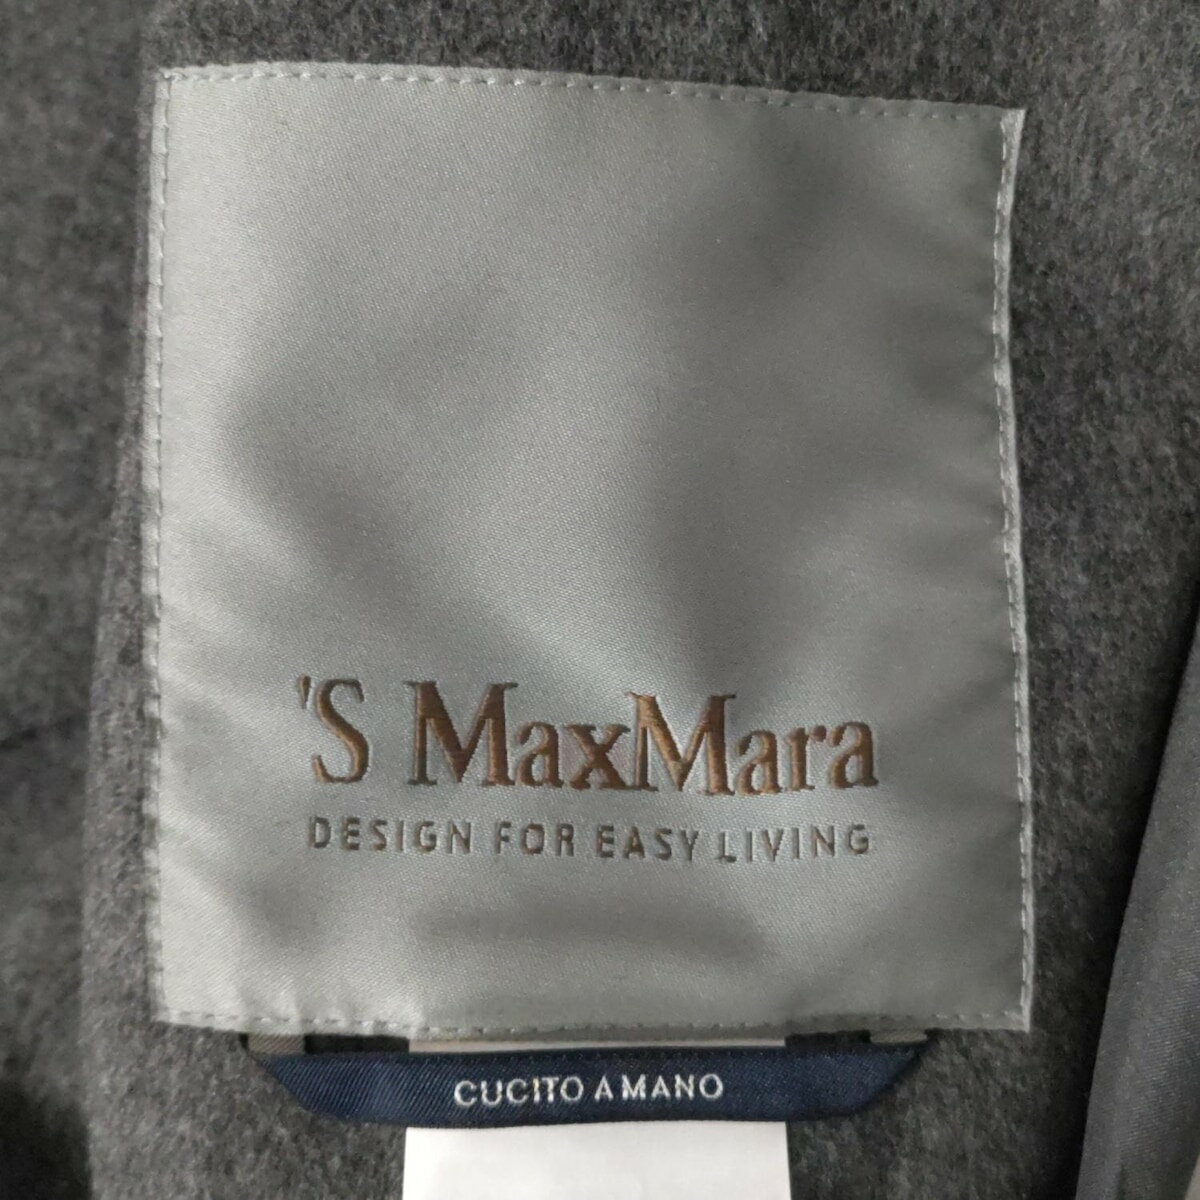 'S MaxMara
DESIGN FOR EASY LIVING
CUCITO A MANO